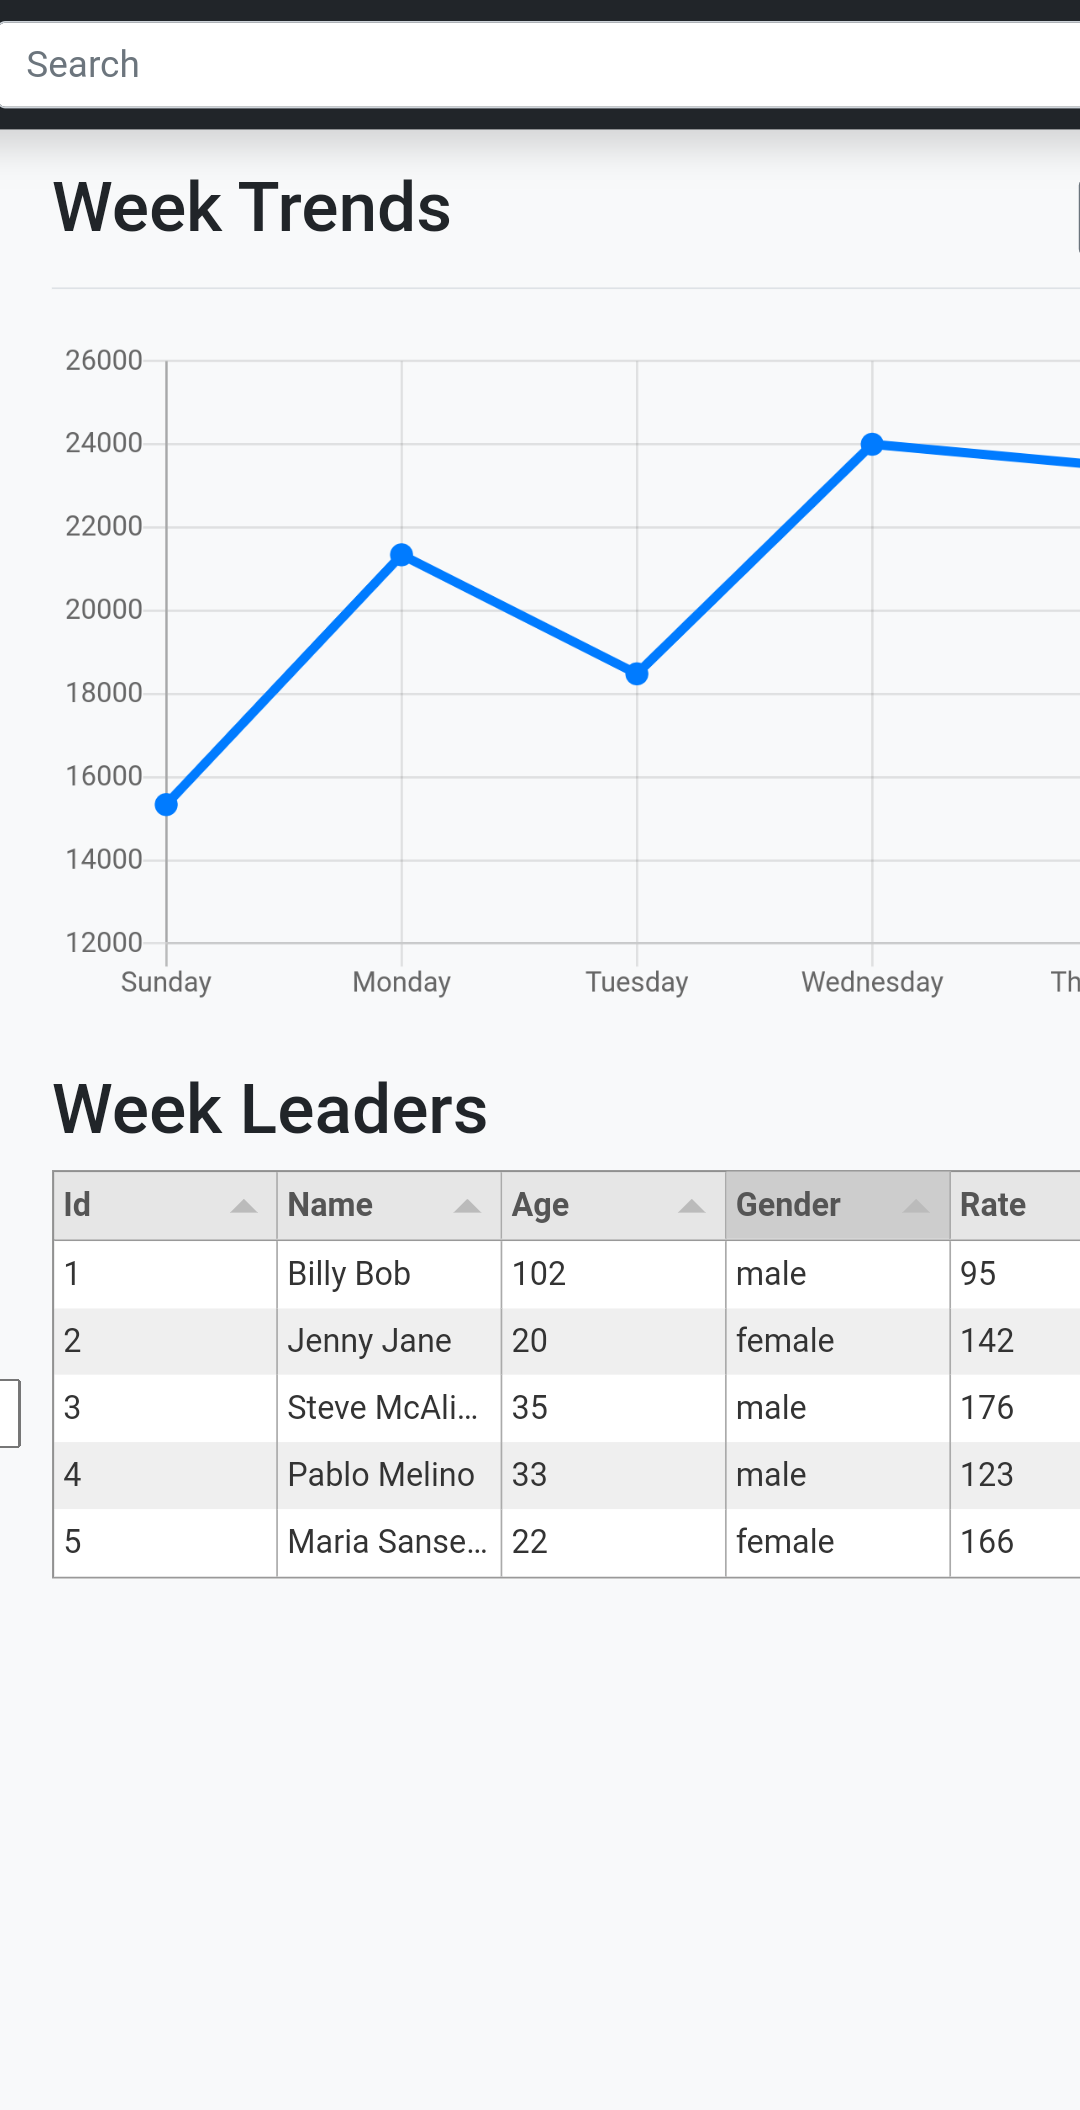 Search
Week Trends
26000
24000
22000
20000
18000
16000
14000
12000
Sunday Monday Tuesday Wednesday Th
Week Leaders
Id Name Age Gender Rate
1 Billy Bob 102 male 95
2 Jenny Jane 20 female 142
3 Steve McAli... 35 male 176
4 Pablo Melino 33 male 123
5 Maria Sanse... 22 female 166